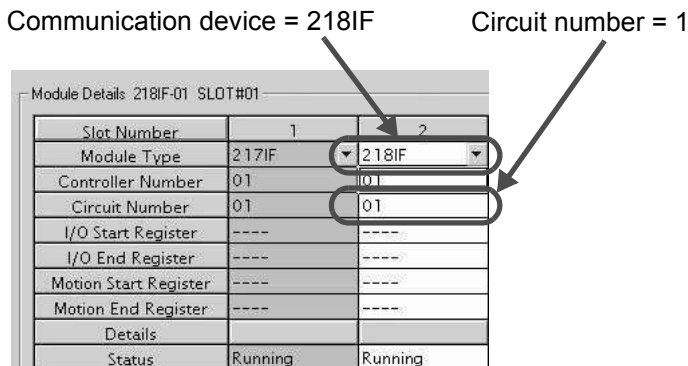 Communication device = 218IF Circuit number = 1
Module Details 218IF-01 SLOT#01
Slot Number 1 2
Module Type 217IF 218IF
Controller Number 01 01
Circuit Number 01 01
I/O Start Register ---- ----
I/O End Register ---- ----
Motion Start Register ---- ----
Motion End Register ---- ----
Details
Status Running Running